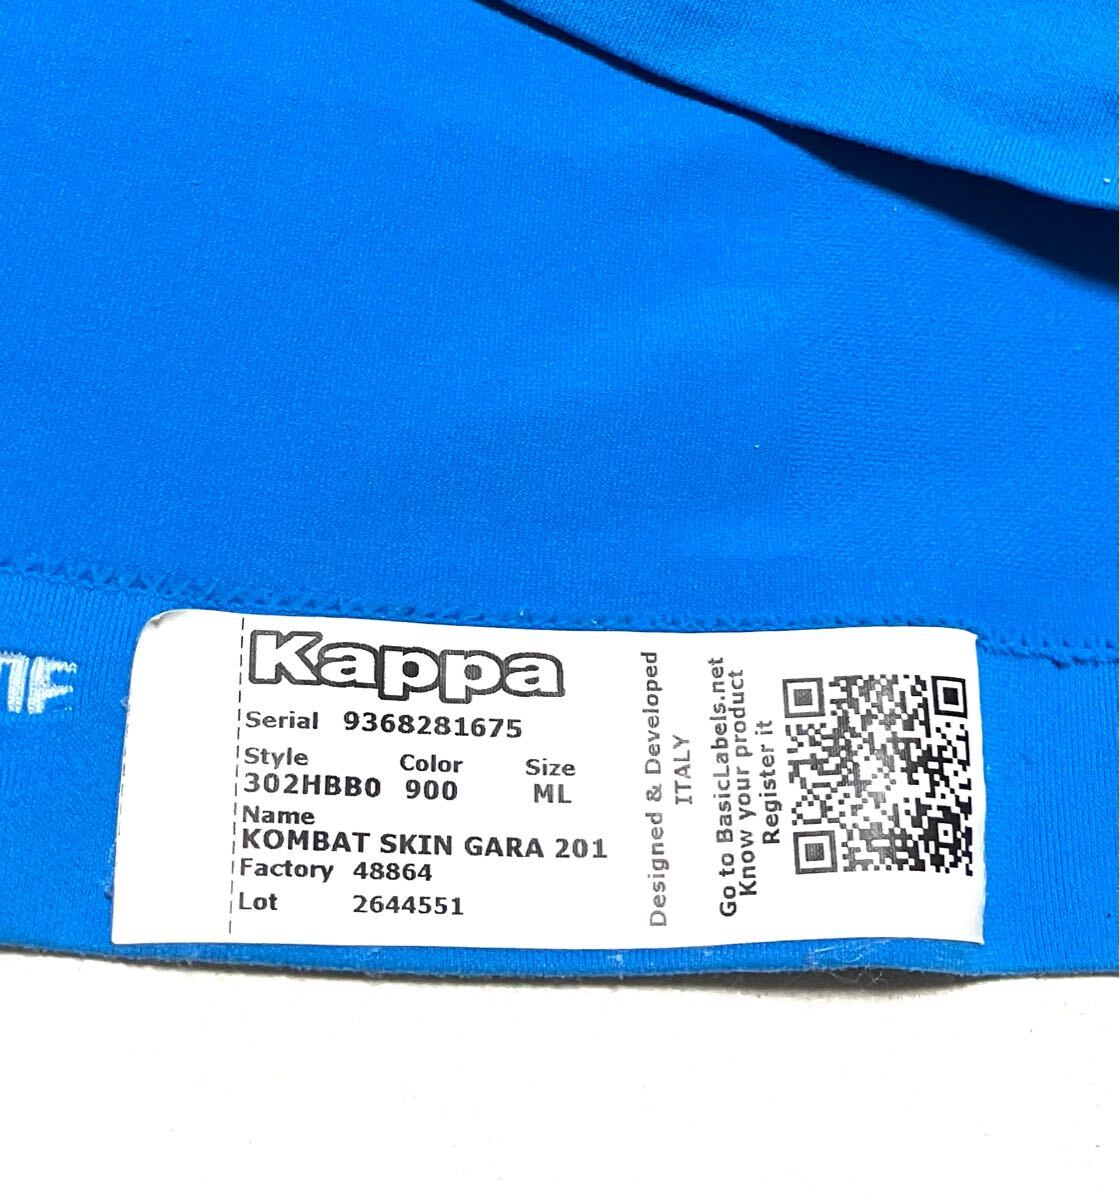 Kappa
Serial 9368281675
Style Color Size
302HBB0 900 ML
Name
KOMBAT SKIN GARA 201
Factory 48864
Lot 2644551
Designed & Developed
ITALY
Go to BasicLabels.net
Know your product
Register it